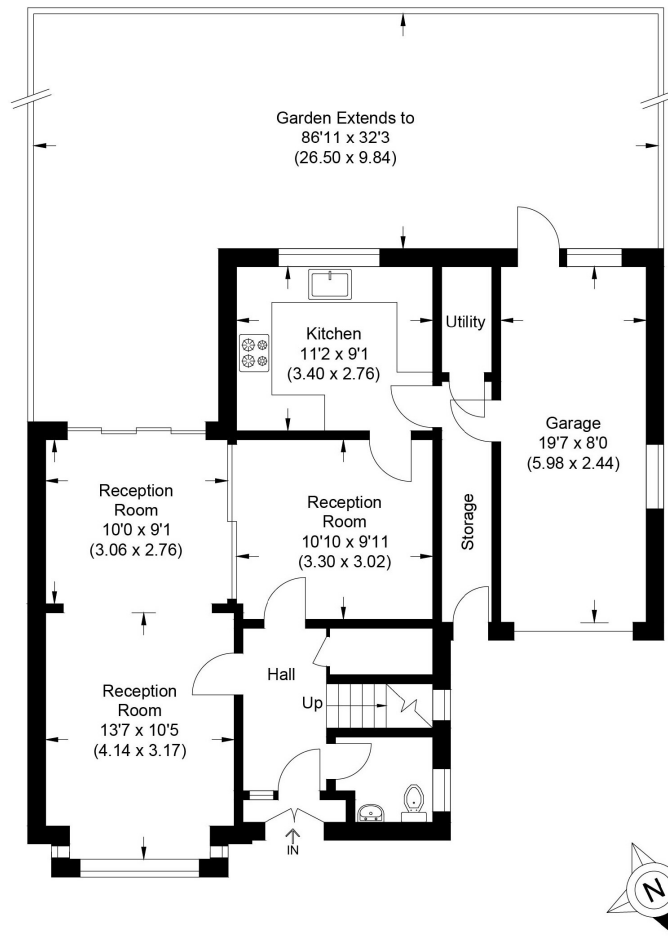 Garden Extends to
86'11 x 32'3
(26.50 x 9.84)
Kitchen
11'2 x 9'1
(3.40 x 2.76)
Utility
Garage
19'7 x 8'0
(5.98 x 2.44)
Reception
Room
10'0 x 9'1
(3.06 x 2.76)
Reception
Room
10'10 x 9'11
(3.30 x 3.02)
Storage
Reception
Room
13'7 x 10'5
(4.14 x 3.17)
Hall
Up
IN
N